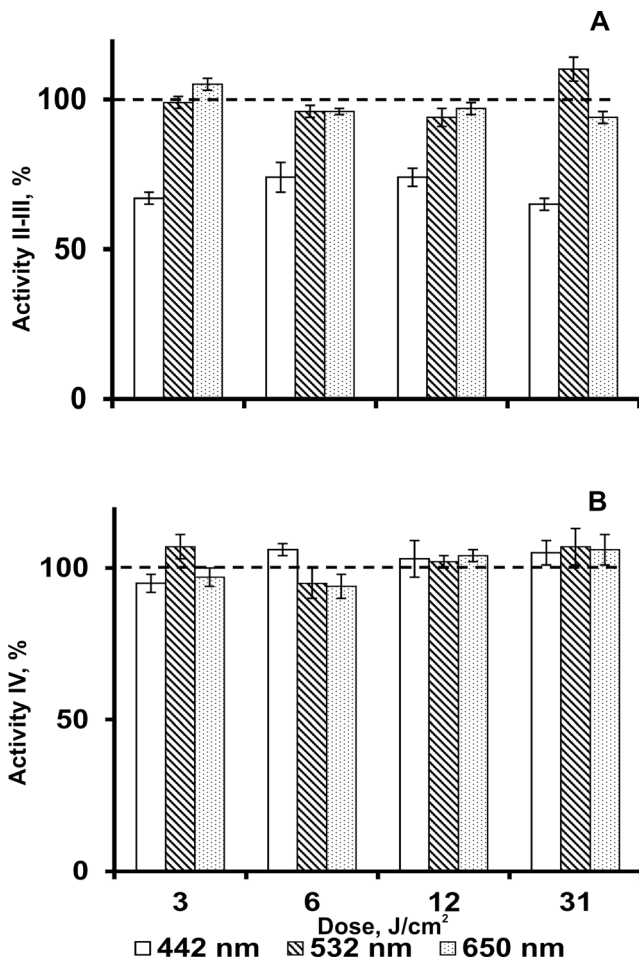 A
Activity II-III, %
100
50
0
B
Activity IV, %
100
50
0
3 6 12 31
Dose, J/cm²
442 nm 532 nm 650 nm